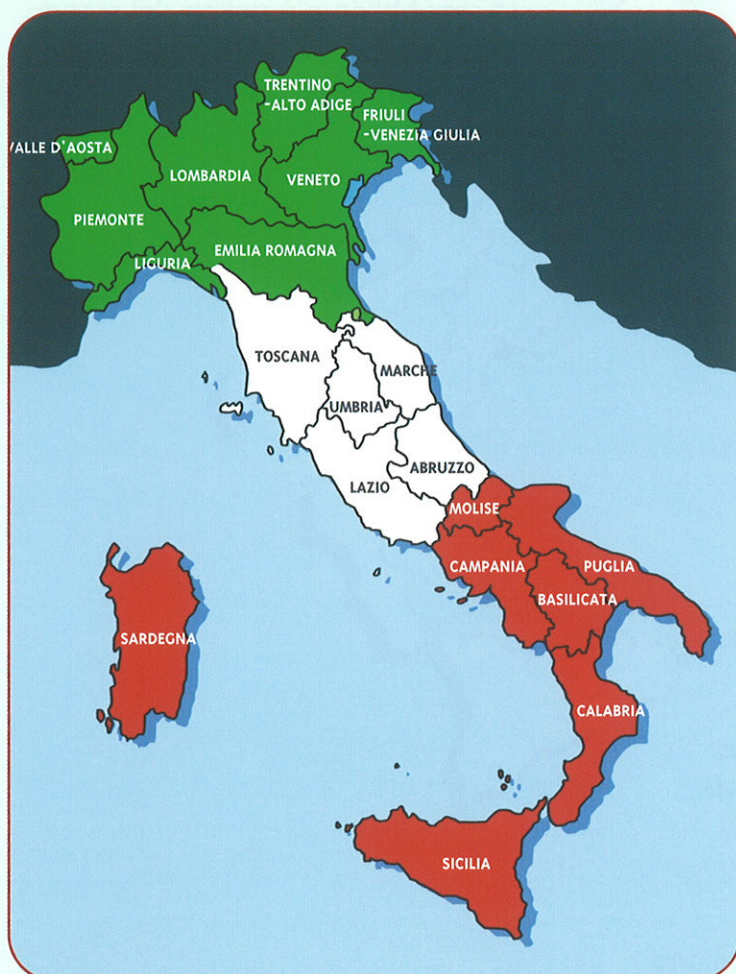 TRENTINO
-ALTO ADIGE
FRIULI
-VENEZIA GIULIA
VALLE D'AOSTA
LOMBARDIA
VENETO
PIEMONTE
EMILIA ROMAGNA
LIGURIA
TOSCANA
MARCHE
UMBRIA
ABRUZZO
LAZIO
MOLISE
CAMPANIA
PUGLIA
BASILICATA
SARDEGNA
CALABRIA
SICILIA